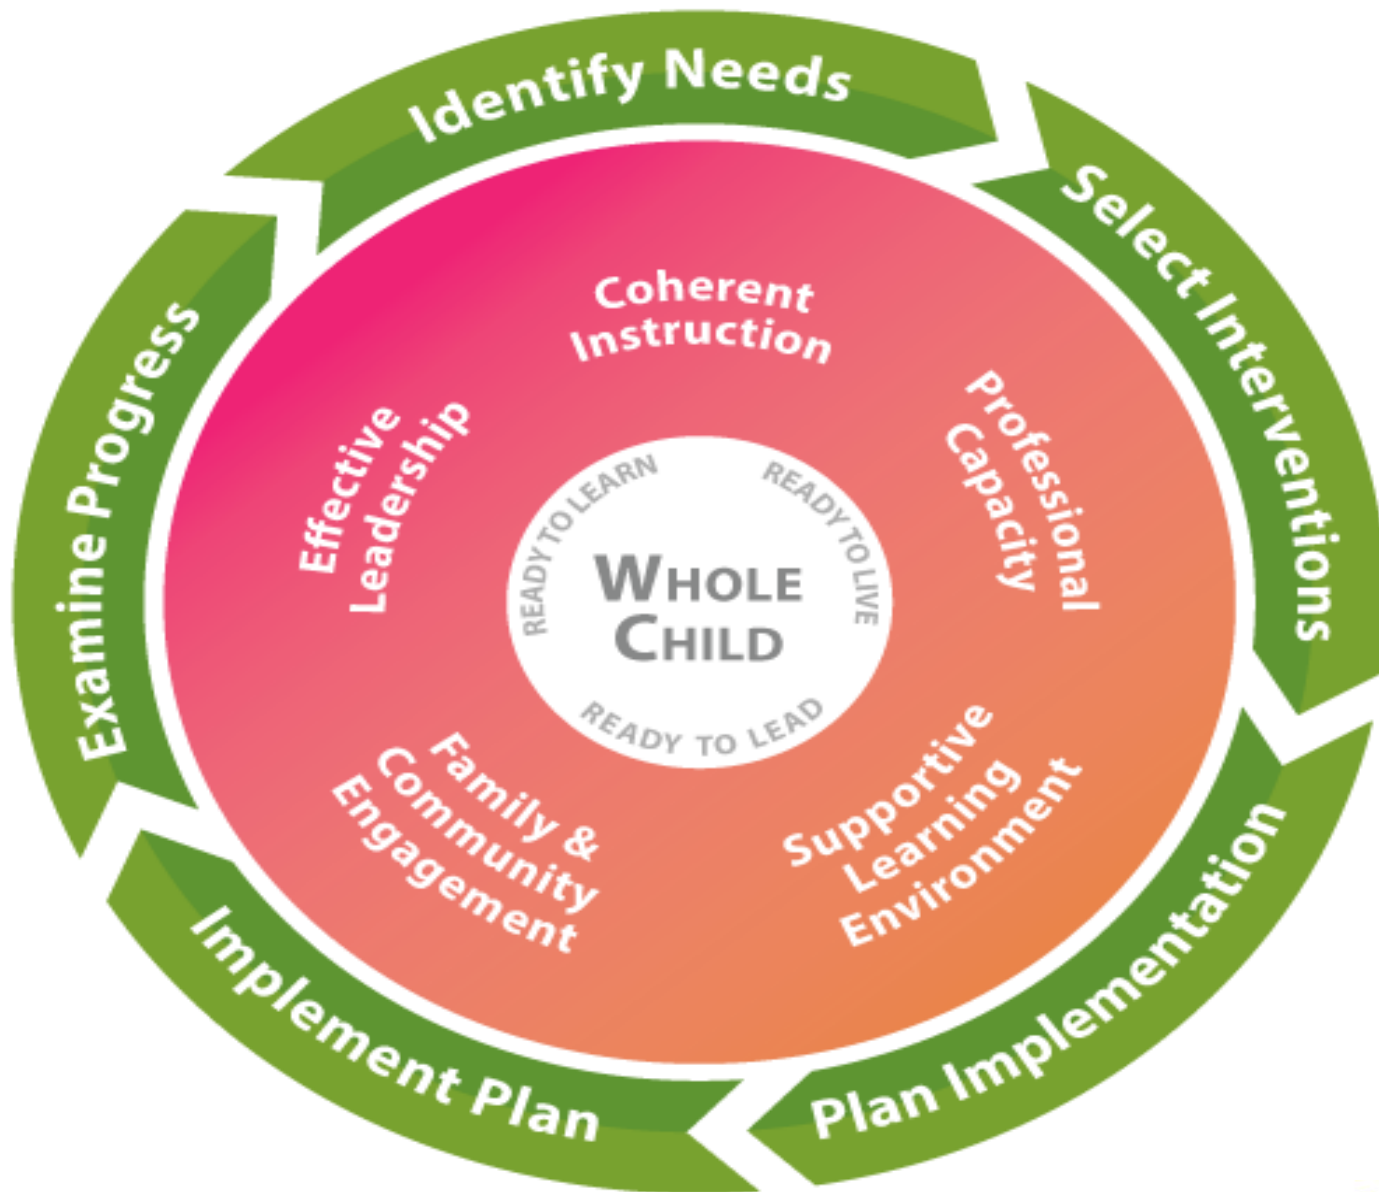 Identify Needs
Select Interventions
Plan Implementation
Implement Plan
Examine Progress
Coherent
Instruction
Professional
Capacity
Supportive
Learning
Environment
Family &
Community
Engagement
Effective
Leadership
READY TO LEARN
READY TO LIVE
READY TO LEAD
WHOLE
CHILD